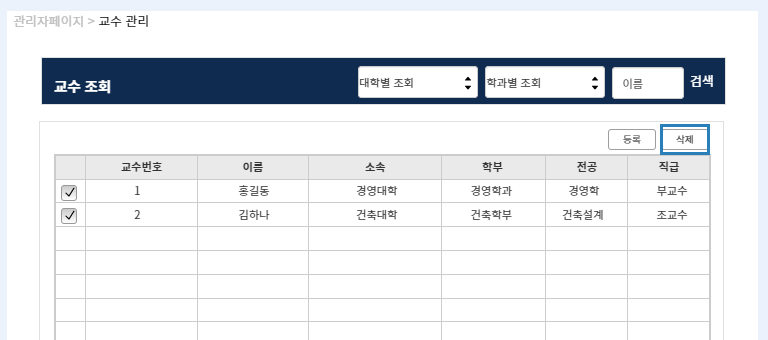 관리자페이지 > 교수 관리
교수 조회 대학별 조회 학과별 조회 이름 검색
등록 삭제
교수번호 이름 소속 학부 전공 직급
1 홍길동 경영대학 경영학과 경영학 부교수
2 김하나 건축대학 건축학부 건축설계 조교수